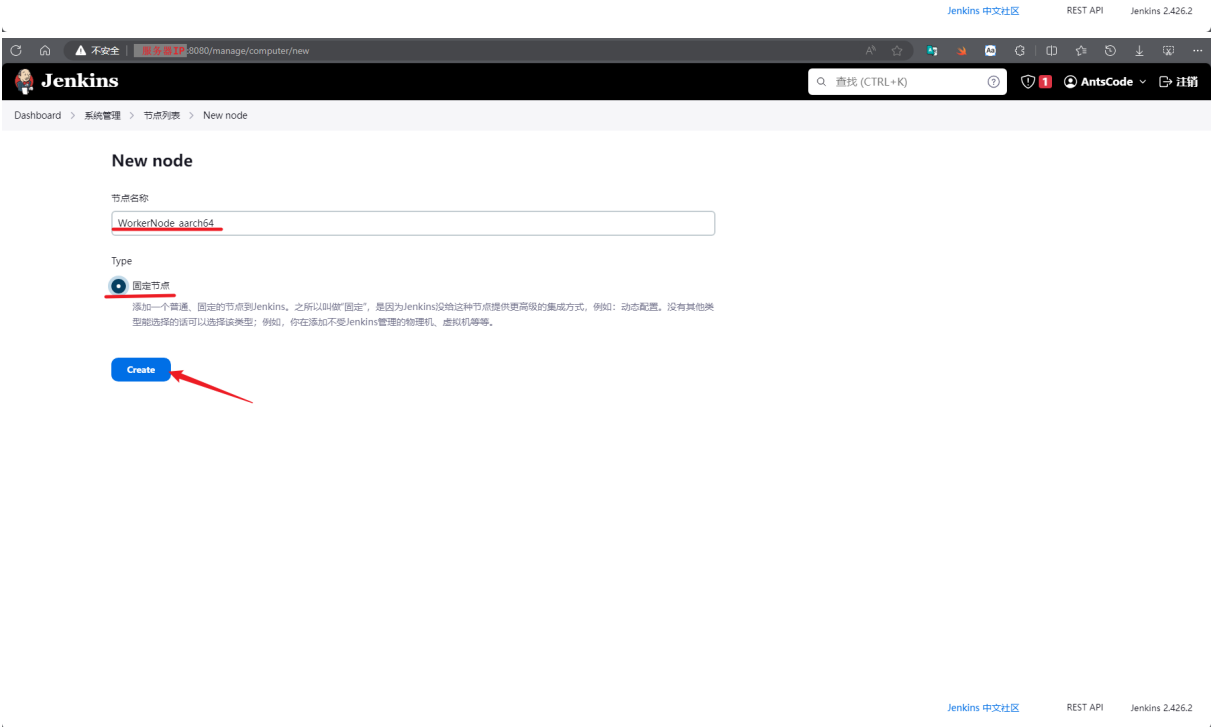 Jenkins 中文社区 REST API Jenkins 2.426.2
不安全 服务器IP:8080/manage/computer/new
Jenkins 查找 (CTRL+K) 1 AntsCode 注销
Dashboard > 系统管理 > 节点列表 > New node
New node
节点名称
WorkerNode_aarch64
Type
固定节点
添加一个普通、固定的节点到Jenkins。之所以叫做“固定”，是因为Jenkins没给这种节点提供更高级的集成方式，例如：动态配置。没有其他类
型能选择的话可以选择该类型；例如，你在添加不受Jenkins管理的物理机、虚拟机等等。
Create
Jenkins 中文社区 REST API Jenkins 2.426.2